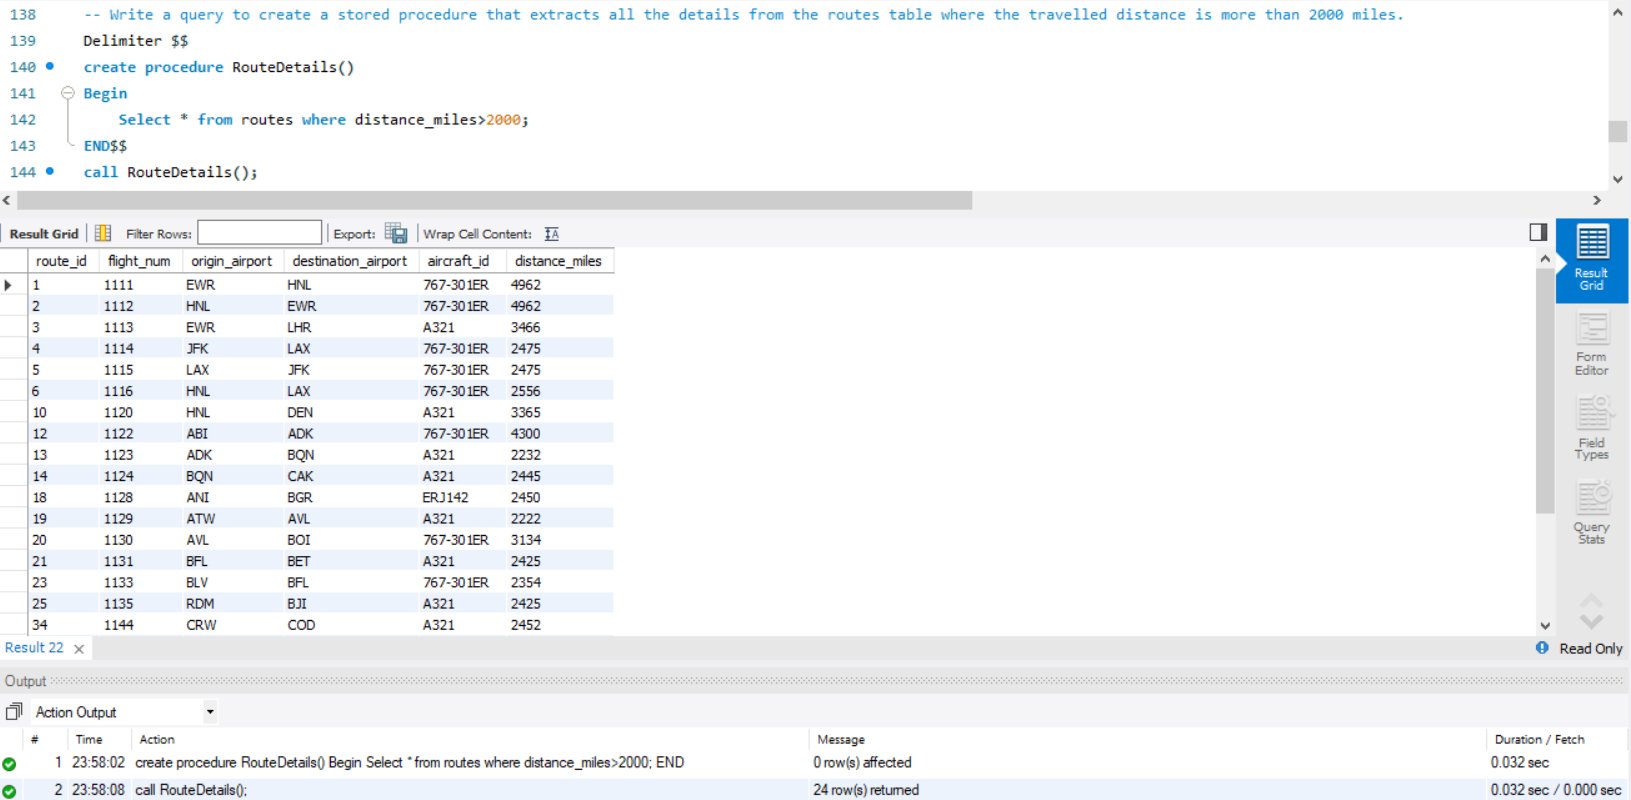 138 -- Write a query to create a stored procedure that extracts all the details from the routes table where the travelled distance is more than 2000 miles.
139 Delimiter $$
140 create procedure RouteDetails()
141 Begin
142 Select * from routes where distance_miles>2000;
143 END$$
144 call RouteDetails();
Result Grid Filter Rows: Export: Wrap Cell Content:
route_id flight_num origin_airport destination_airport aircraft_id distance_miles
1 1111 EWR HNL 767-301ER 4962
2 1112 HNL EWR 767-301ER 4962
3 1113 EWR LHR A321 3466
4 1114 JFK LAX 767-301ER 2475
5 1115 LAX JFK 767-301ER 2475
6 1116 HNL LAX 767-301ER 2556
10 1120 HNL DEN A321 3365
12 1122 ABI ADK 767-301ER 4300
13 1123 ADK BQN A321 2232
14 1124 BQN CAK A321 2445
18 1128 ANI BGR ERJ142 2450
19 1129 ATW AVL A321 2222
20 1130 AVL BOI 767-301ER 3134
21 1131 BFL BET A321 2425
23 1133 BLV BFL 767-301ER 2354
25 1135 RDM BJI A321 2425
34 1144 CRW COD A321 2452
Result
Grid
Form
Editor
Field
Types
Query
Stats
Result 22 Read Only
Output
Action Output
# Time Action Message Duration / Fetch
1 23:58:02 create procedure RouteDetails() Begin Select * from routes where distance_miles>2000; END 0 row(s) affected 0.032 sec
2 23:58:08 call RouteDetails(); 24 row(s) returned 0.032 sec / 0.000 sec